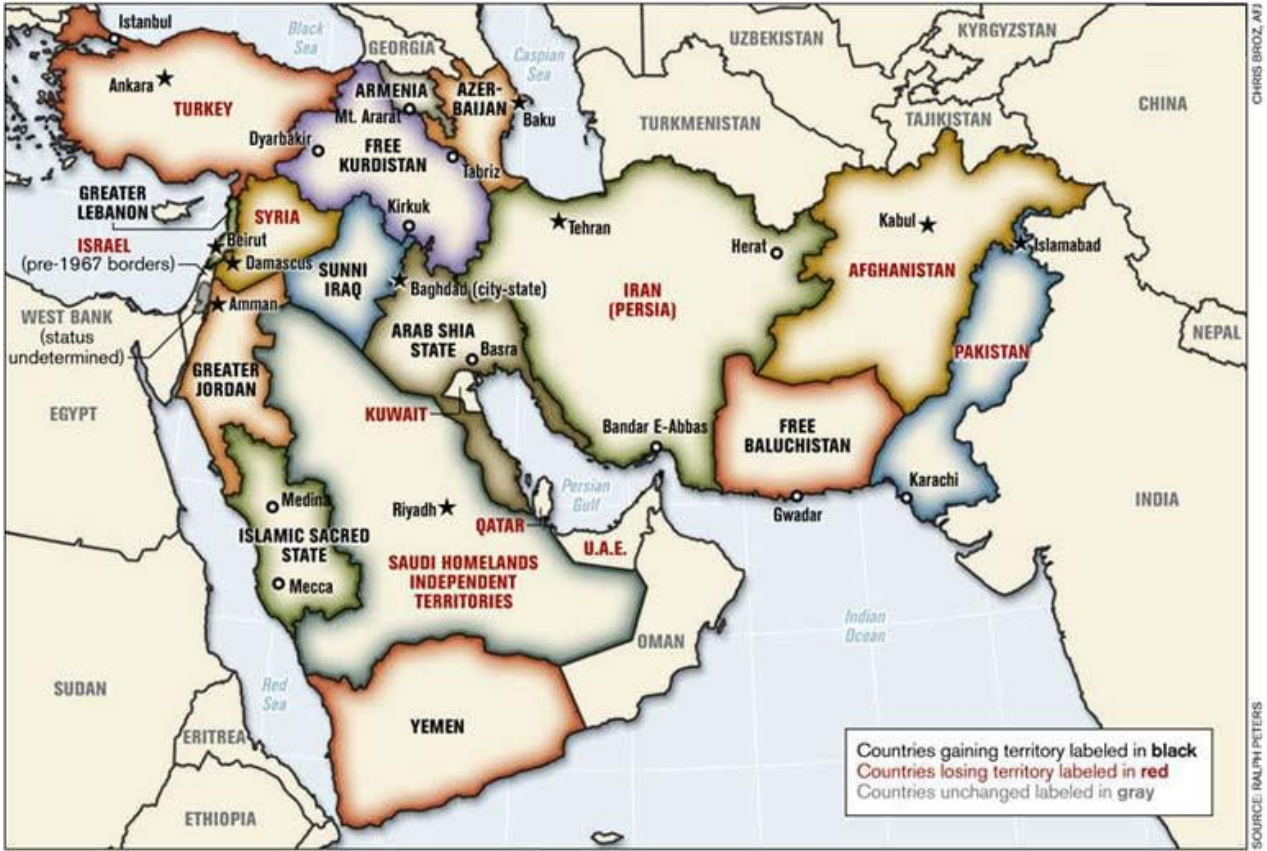 Istanbul
Black
Sea
GEORGIA
Caspian
Sea
UZBEKISTAN
KYRGYZSTAN
CHRIS BROZ, AFJ
Ankara
TURKEY
ARMENIA
AZER-
BAIJAN
Mt. Ararat
Baku
TURKMENISTAN
TAJIKISTAN
CHINA
Dyarbakir
FREE
KURDISTAN
Tabriz
GREATER
LEBANON
SYRIA
Kirkuk
Tehran
Herat
Kabul
Islamabad
ISRAEL
(pre-1967 borders)
Beirut
Damascus
SUNNI
IRAQ
Baghdad (city-state)
IRAN
(PERSIA)
AFGHANISTAN
WEST BANK
(status
undetermined)
Amman
ARAB SHIA
STATE
Basra
PAKISTAN
NEPAL
GREATER
JORDAN
EGYPT
KUWAIT
Bandar E-Abbas
FREE
BALUCHISTAN
Karachi
Gwadar
INDIA
Persian
Gulf
Medina
Riyadh
QATAR
ISLAMIC SACRED
STATE
U.A.E.
Mecca
SAUDI HOMELANDS
INDEPENDENT
TERRITORIES
OMAN
Indian
Ocean
SUDAN
Red
Sea
YEMEN
ERITREA
ETHIOPIA
Countries gaining territory labeled in black
Countries losing territory labeled in red
Countries unchanged labeled in gray
SOURCE: RALPH PETERS